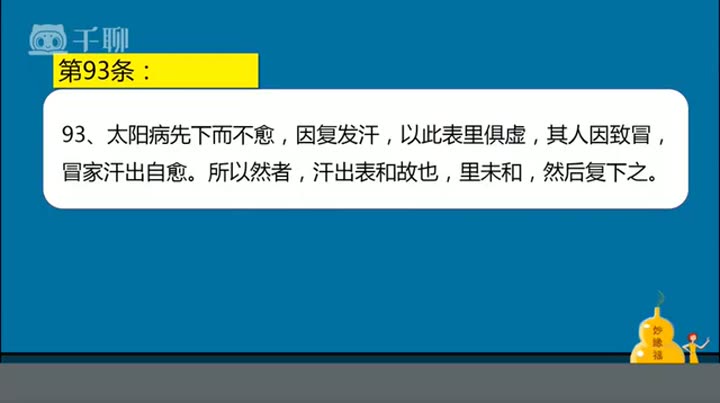 千聊
第93条：
93、太阳病先下而不愈，因复发汗，以此表里俱虚，其人因致冒，
冒家汗出自愈。所以然者，汗出表和故也，里未和，然后复下之。
妙
缘
福